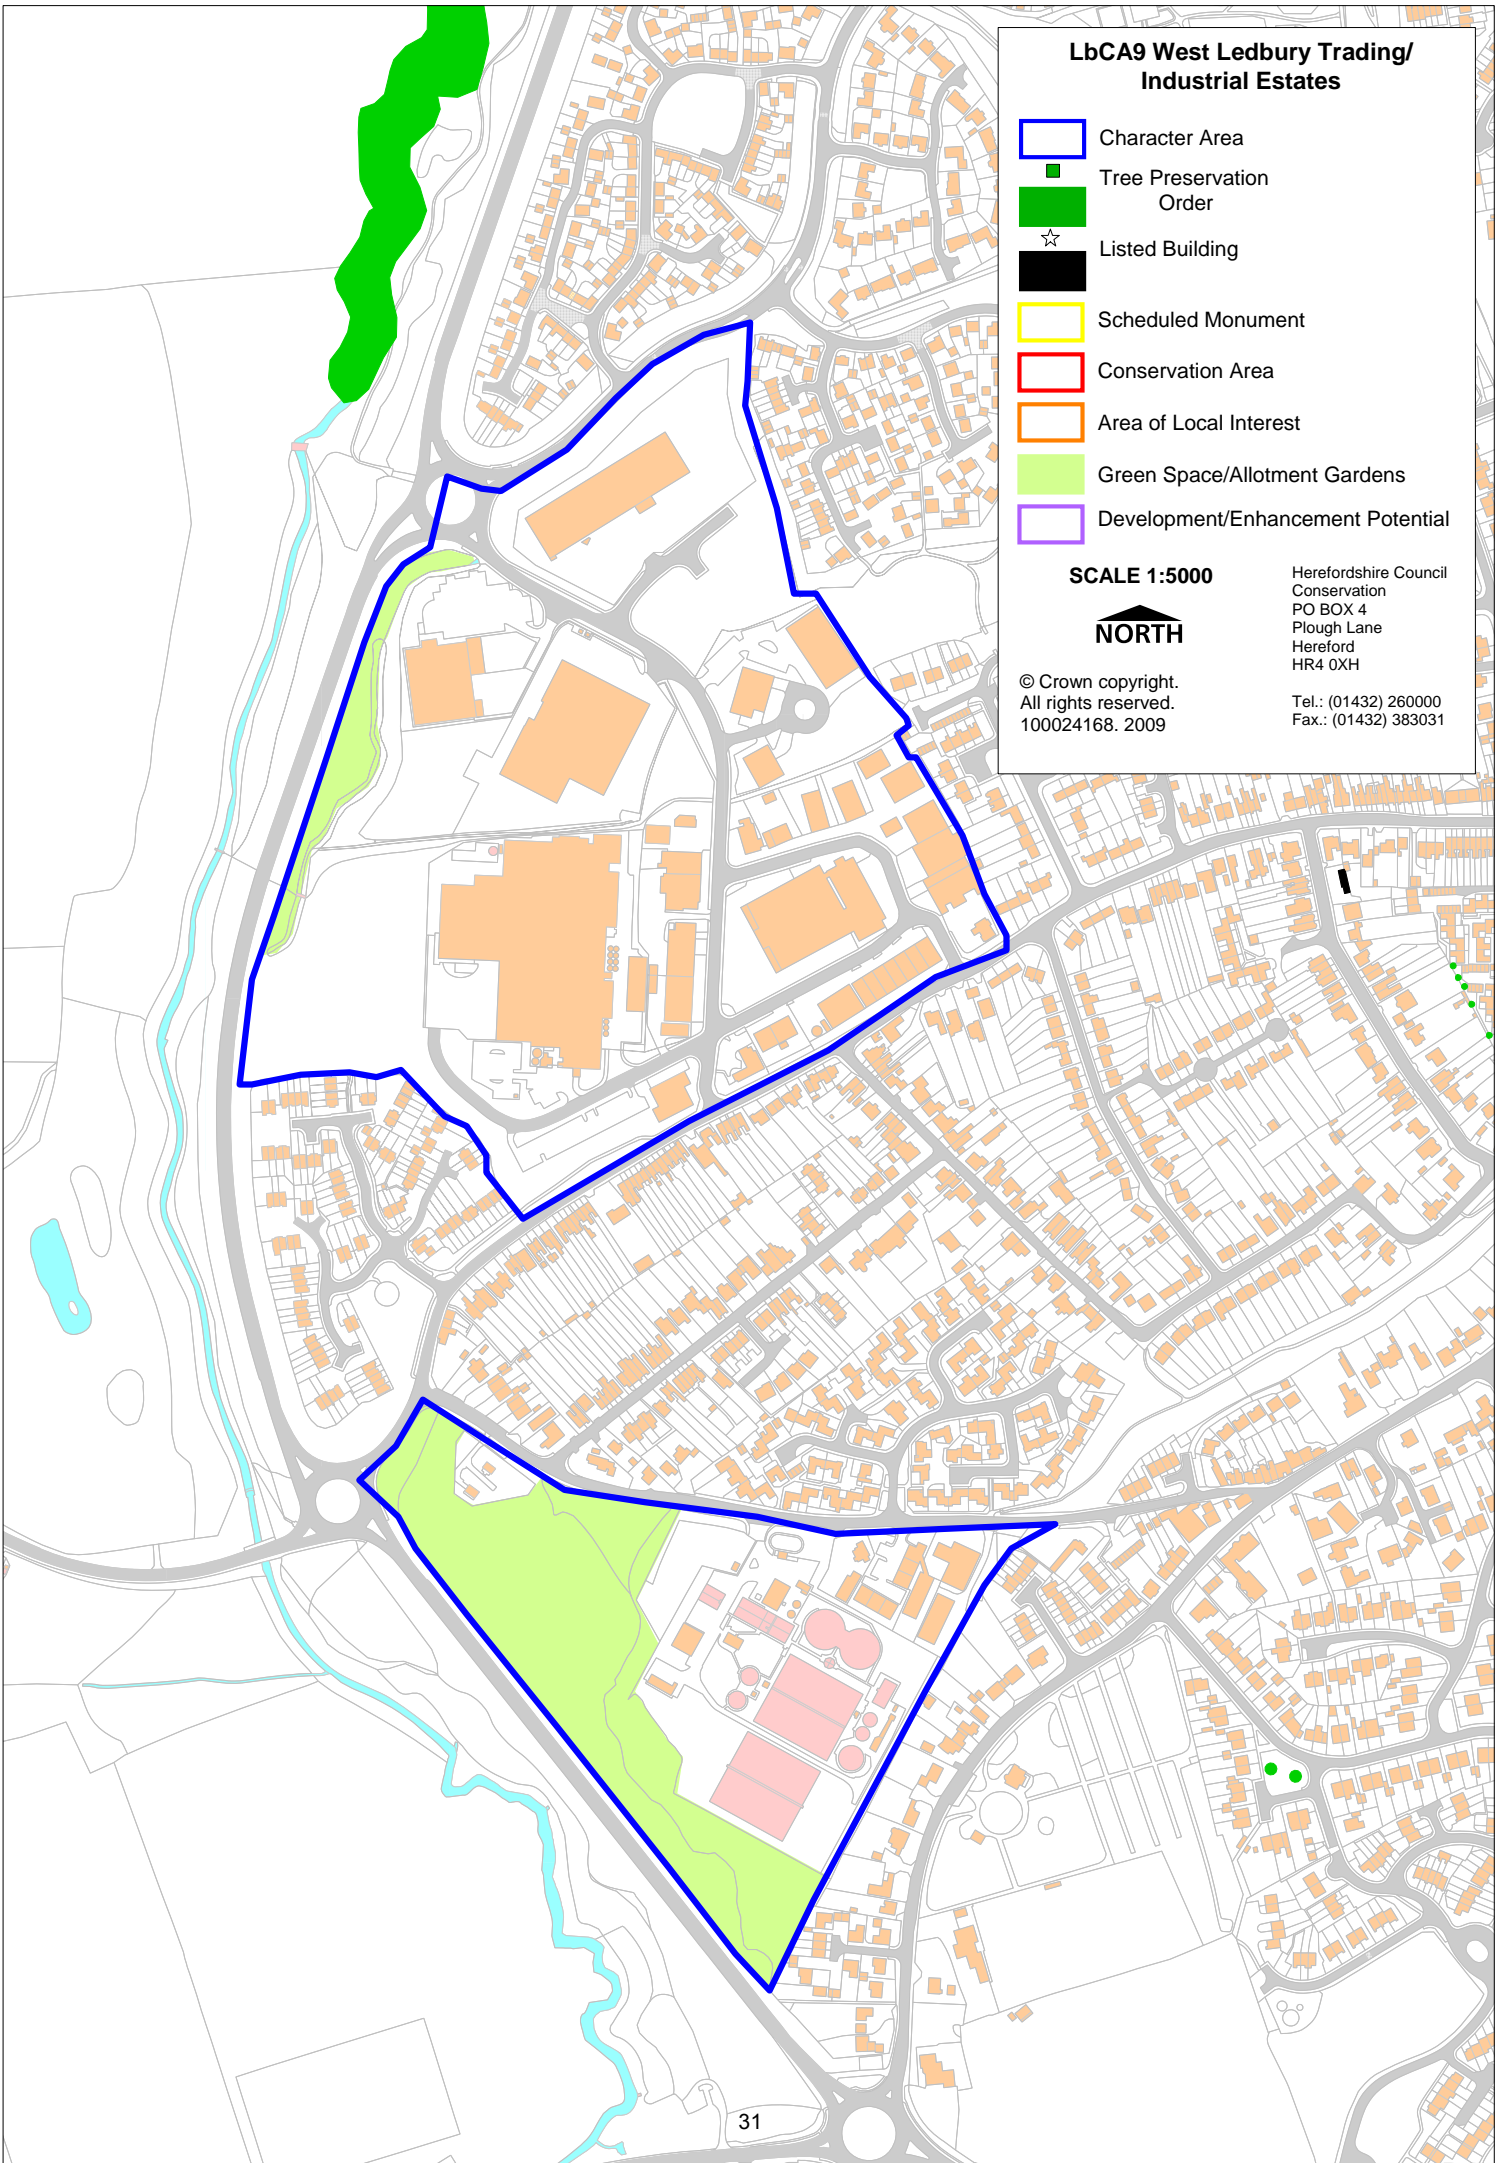 LbCA9 West Ledbury Trading/
Industrial Estates
Character Area
Tree Preservation
Order
Listed Building
Scheduled Monument
Conservation Area
Area of Local Interest
Green Space/Allotment Gardens
Development/Enhancement Potential
SCALE 1:5000
NORTH
© Crown copyright.
All rights reserved.
100024168. 2009
Herefordshire Council
Conservation
PO BOX 4
Plough Lane
Hereford
HR4 0XH
Tel.: (01432) 260000
Fax.: (01432) 383031
31